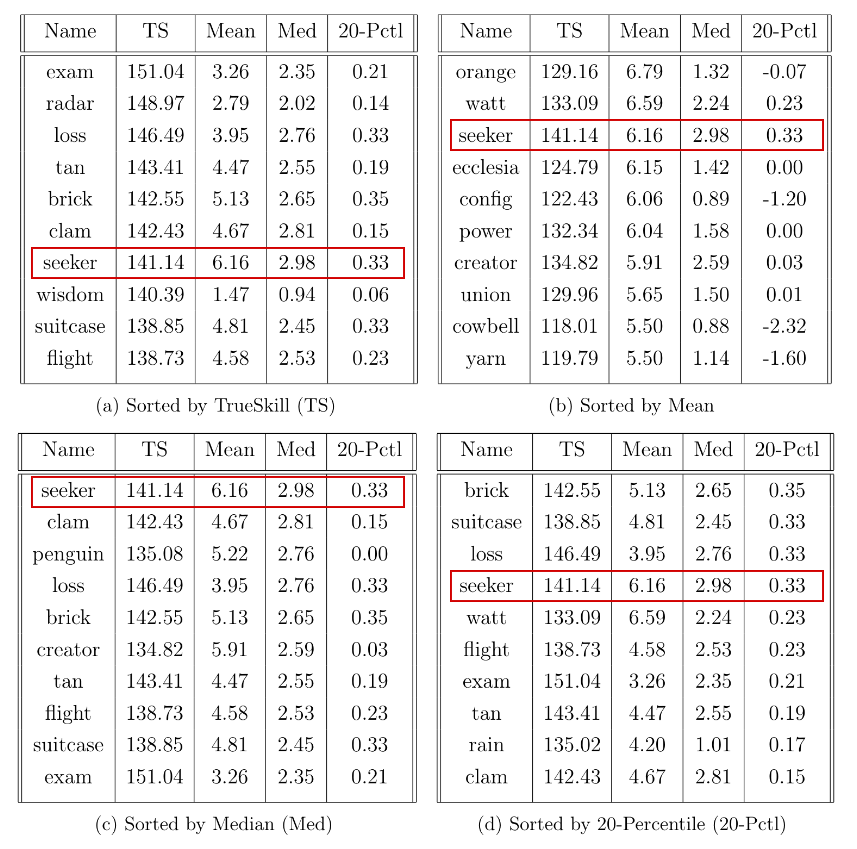 Name TS Mean Med 20-Pctl
exam 151.04 3.26 2.35 0.21
radar 148.97 2.79 2.02 0.14
loss 146.49 3.95 2.76 0.33
tan 143.41 4.47 2.55 0.19
brick 142.55 5.13 2.65 0.35
clam 142.43 4.67 2.81 0.15
seeker 141.14 6.16 2.98 0.33
wisdom 140.39 1.47 0.94 0.06
suitcase 138.85 4.81 2.45 0.33
flight 138.73 4.58 2.53 0.23
(a) Sorted by TrueSkill (TS)
Name TS Mean Med 20-Pctl
orange 129.16 6.79 1.32 -0.07
watt 133.09 6.59 2.24 0.23
seeker 141.14 6.16 2.98 0.33
ecclesia 124.79 6.15 1.42 0.00
config 122.43 6.06 0.89 -1.20
power 132.34 6.04 1.58 0.00
creator 134.82 5.91 2.59 0.03
union 129.96 5.65 1.50 0.01
cowbell 118.01 5.50 0.88 -2.32
yarn 119.79 5.50 1.14 -1.60
(b) Sorted by Mean
Name TS Mean Med 20-Pctl
seeker 141.14 6.16 2.98 0.33
clam 142.43 4.67 2.81 0.15
penguin 135.08 5.22 2.76 0.00
loss 146.49 3.95 2.76 0.33
brick 142.55 5.13 2.65 0.35
creator 134.82 5.91 2.59 0.03
tan 143.41 4.47 2.55 0.19
flight 138.73 4.58 2.53 0.23
suitcase 138.85 4.81 2.45 0.33
exam 151.04 3.26 2.35 0.21
(c) Sorted by Median (Med)
Name TS Mean Med 20-Pctl
brick 142.55 5.13 2.65 0.35
suitcase 138.85 4.81 2.45 0.33
loss 146.49 3.95 2.76 0.33
seeker 141.14 6.16 2.98 0.33
watt 133.09 6.59 2.24 0.23
flight 138.73 4.58 2.53 0.23
exam 151.04 3.26 2.35 0.21
tan 143.41 4.47 2.55 0.19
rain 135.02 4.20 1.01 0.17
clam 142.43 4.67 2.81 0.15
(d) Sorted by 20-Percentile (20-Pctl)